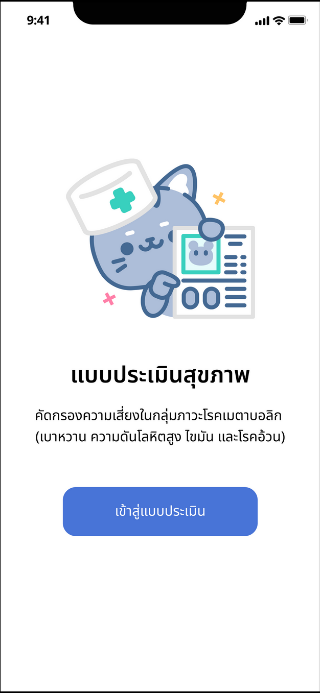 9:41
แบบประเมินสุขภาพ
คัดกรองความเสี่ยงในกลุ่มภาวะโรคเมตาบอลิก
(เบาหวาน ความดันโลหิตสูง ไขมัน และโรคอ้วน)
เข้าสู่แบบประเมิน